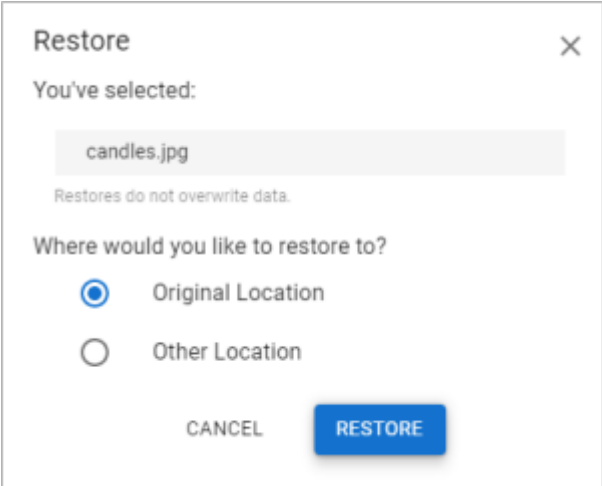 Restore
You've selected:
candles.jpg
Restores do not overwrite data.
Where would you like to restore to?
Original Location
Other Location
CANCEL RESTORE